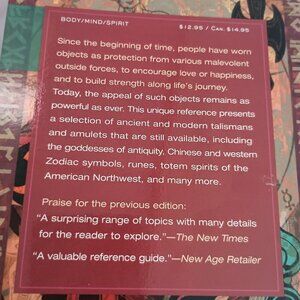 BODY/MIND/SPIRIT $12.95 / CAN. $14.95
Since the beginning of time, people have worn
objects as protection from various malevolent
outside forces, to encourage love or happiness,
and to build strength along life's journey.
Today, the appeal of such objects remains as
powerful as ever. This unique reference presents
a selection of ancient and modern talismans
and amulets that are still available, including
the goddesses of antiquity, Chinese and western
Zodiac symbols, runes, totem spirits of the
American Northwest, and many more.
Praise for the previous edition:
"A surprising range of topics with many details
for the reader to explore."—The New Times
"A valuable reference guide."—New Age Retailer